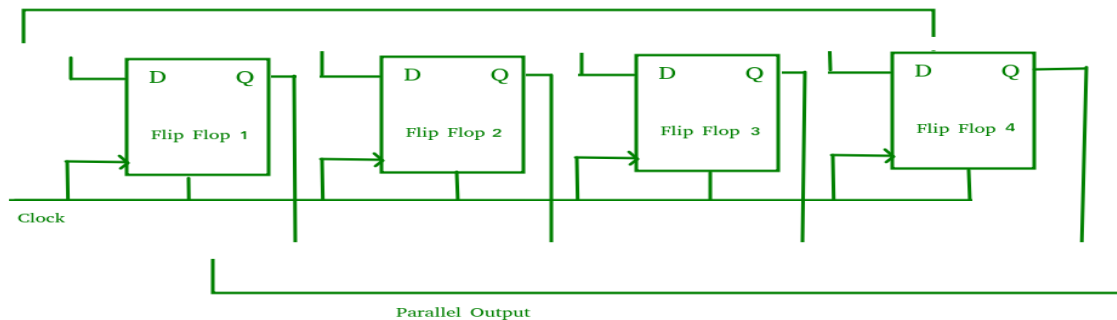 D Q
Flip Flop 1
D Q
Flip Flop 2
D Q
Flip Flop 3
D Q
Flip Flop 4
Clock
Parallel Output